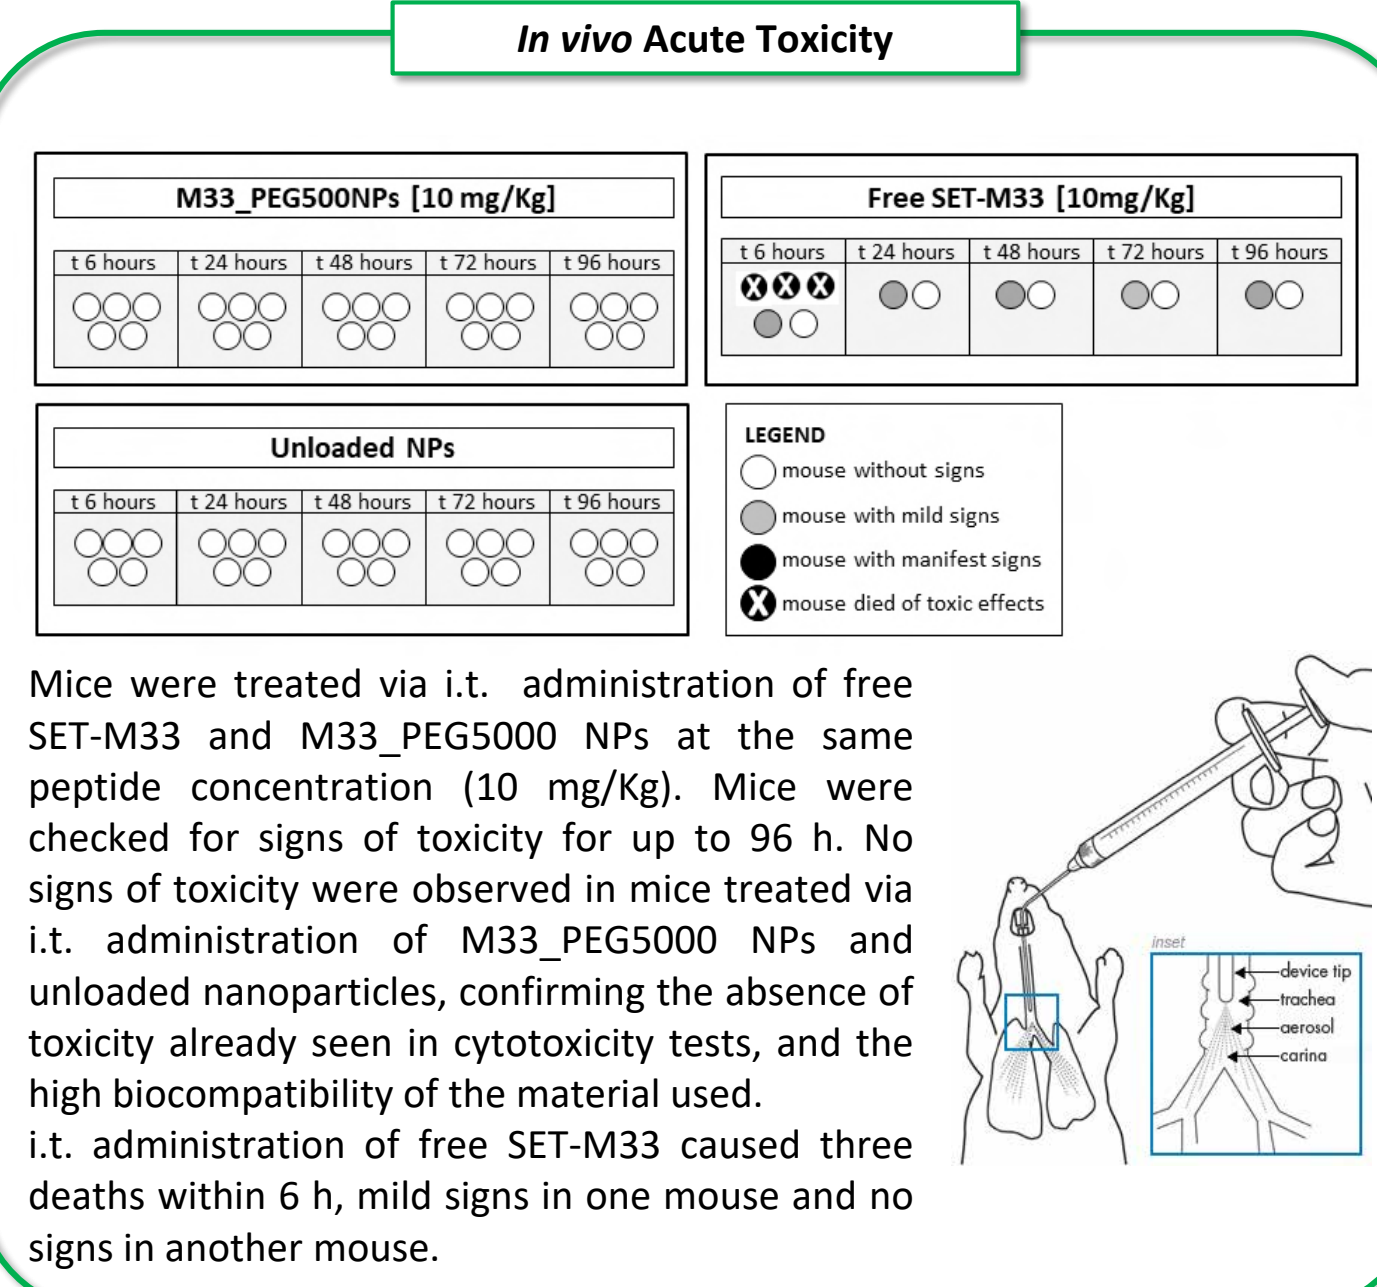 In vivo Acute Toxicity
M33_PEG500NPs [10 mg/Kg]
t 6 hours t 24 hours t 48 hours t 72 hours t 96 hours
Free SET-M33 [10mg/Kg]
t 6 hours t 24 hours t 48 hours t 72 hours t 96 hours
X X X
Unloaded NPs
t 6 hours t 24 hours t 48 hours t 72 hours t 96 hours
LEGEND
mouse without signs
mouse with mild signs
mouse with manifest signs
X mouse died of toxic effects
Mice were treated via i.t. administration of free
SET-M33 and M33_PEG5000 NPs at the same
peptide concentration (10 mg/Kg). Mice were
checked for signs of toxicity for up to 96 h. No
signs of toxicity were observed in mice treated via
i.t. administration of M33_PEG5000 NPs and
unloaded nanoparticles, confirming the absence of
toxicity already seen in cytotoxicity tests, and the
high biocompatibility of the material used.
i.t. administration of free SET-M33 caused three
deaths within 6 h, mild signs in one mouse and no
signs in another mouse.
inset
device tip
trachea
aerosol
carina